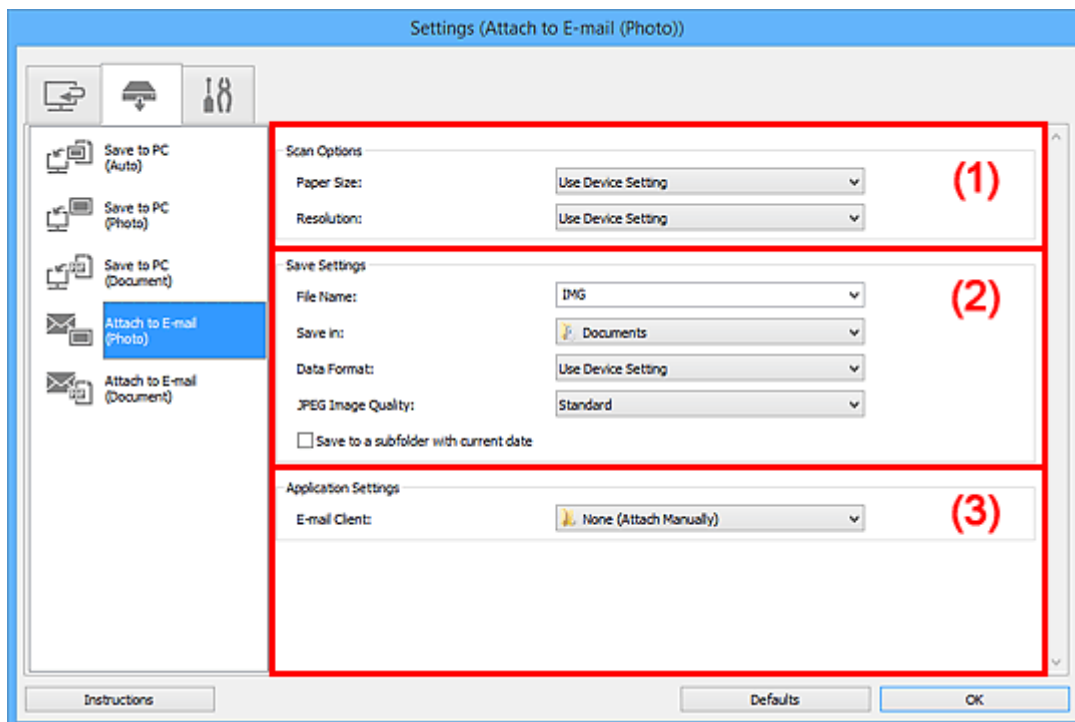 Settings (Attach to E-mail (Photo))
Save to PC
(Auto)
Save to PC
(Photo)
Save to PC
(Document)
Attach to E-mail
(Photo)
Attach to E-mail
(Document)
Scan Options
(1)
Paper Size: Use Device Setting
Resolution: Use Device Setting
Save Settings
(2)
File Name: IMG
Save in: Documents
Data Format: Use Device Setting
JPEG Image Quality: Standard
Save to a subfolder with current date
Application Settings
(3)
E-mail Client: None (Attach Manually)
Instructions Defaults OK